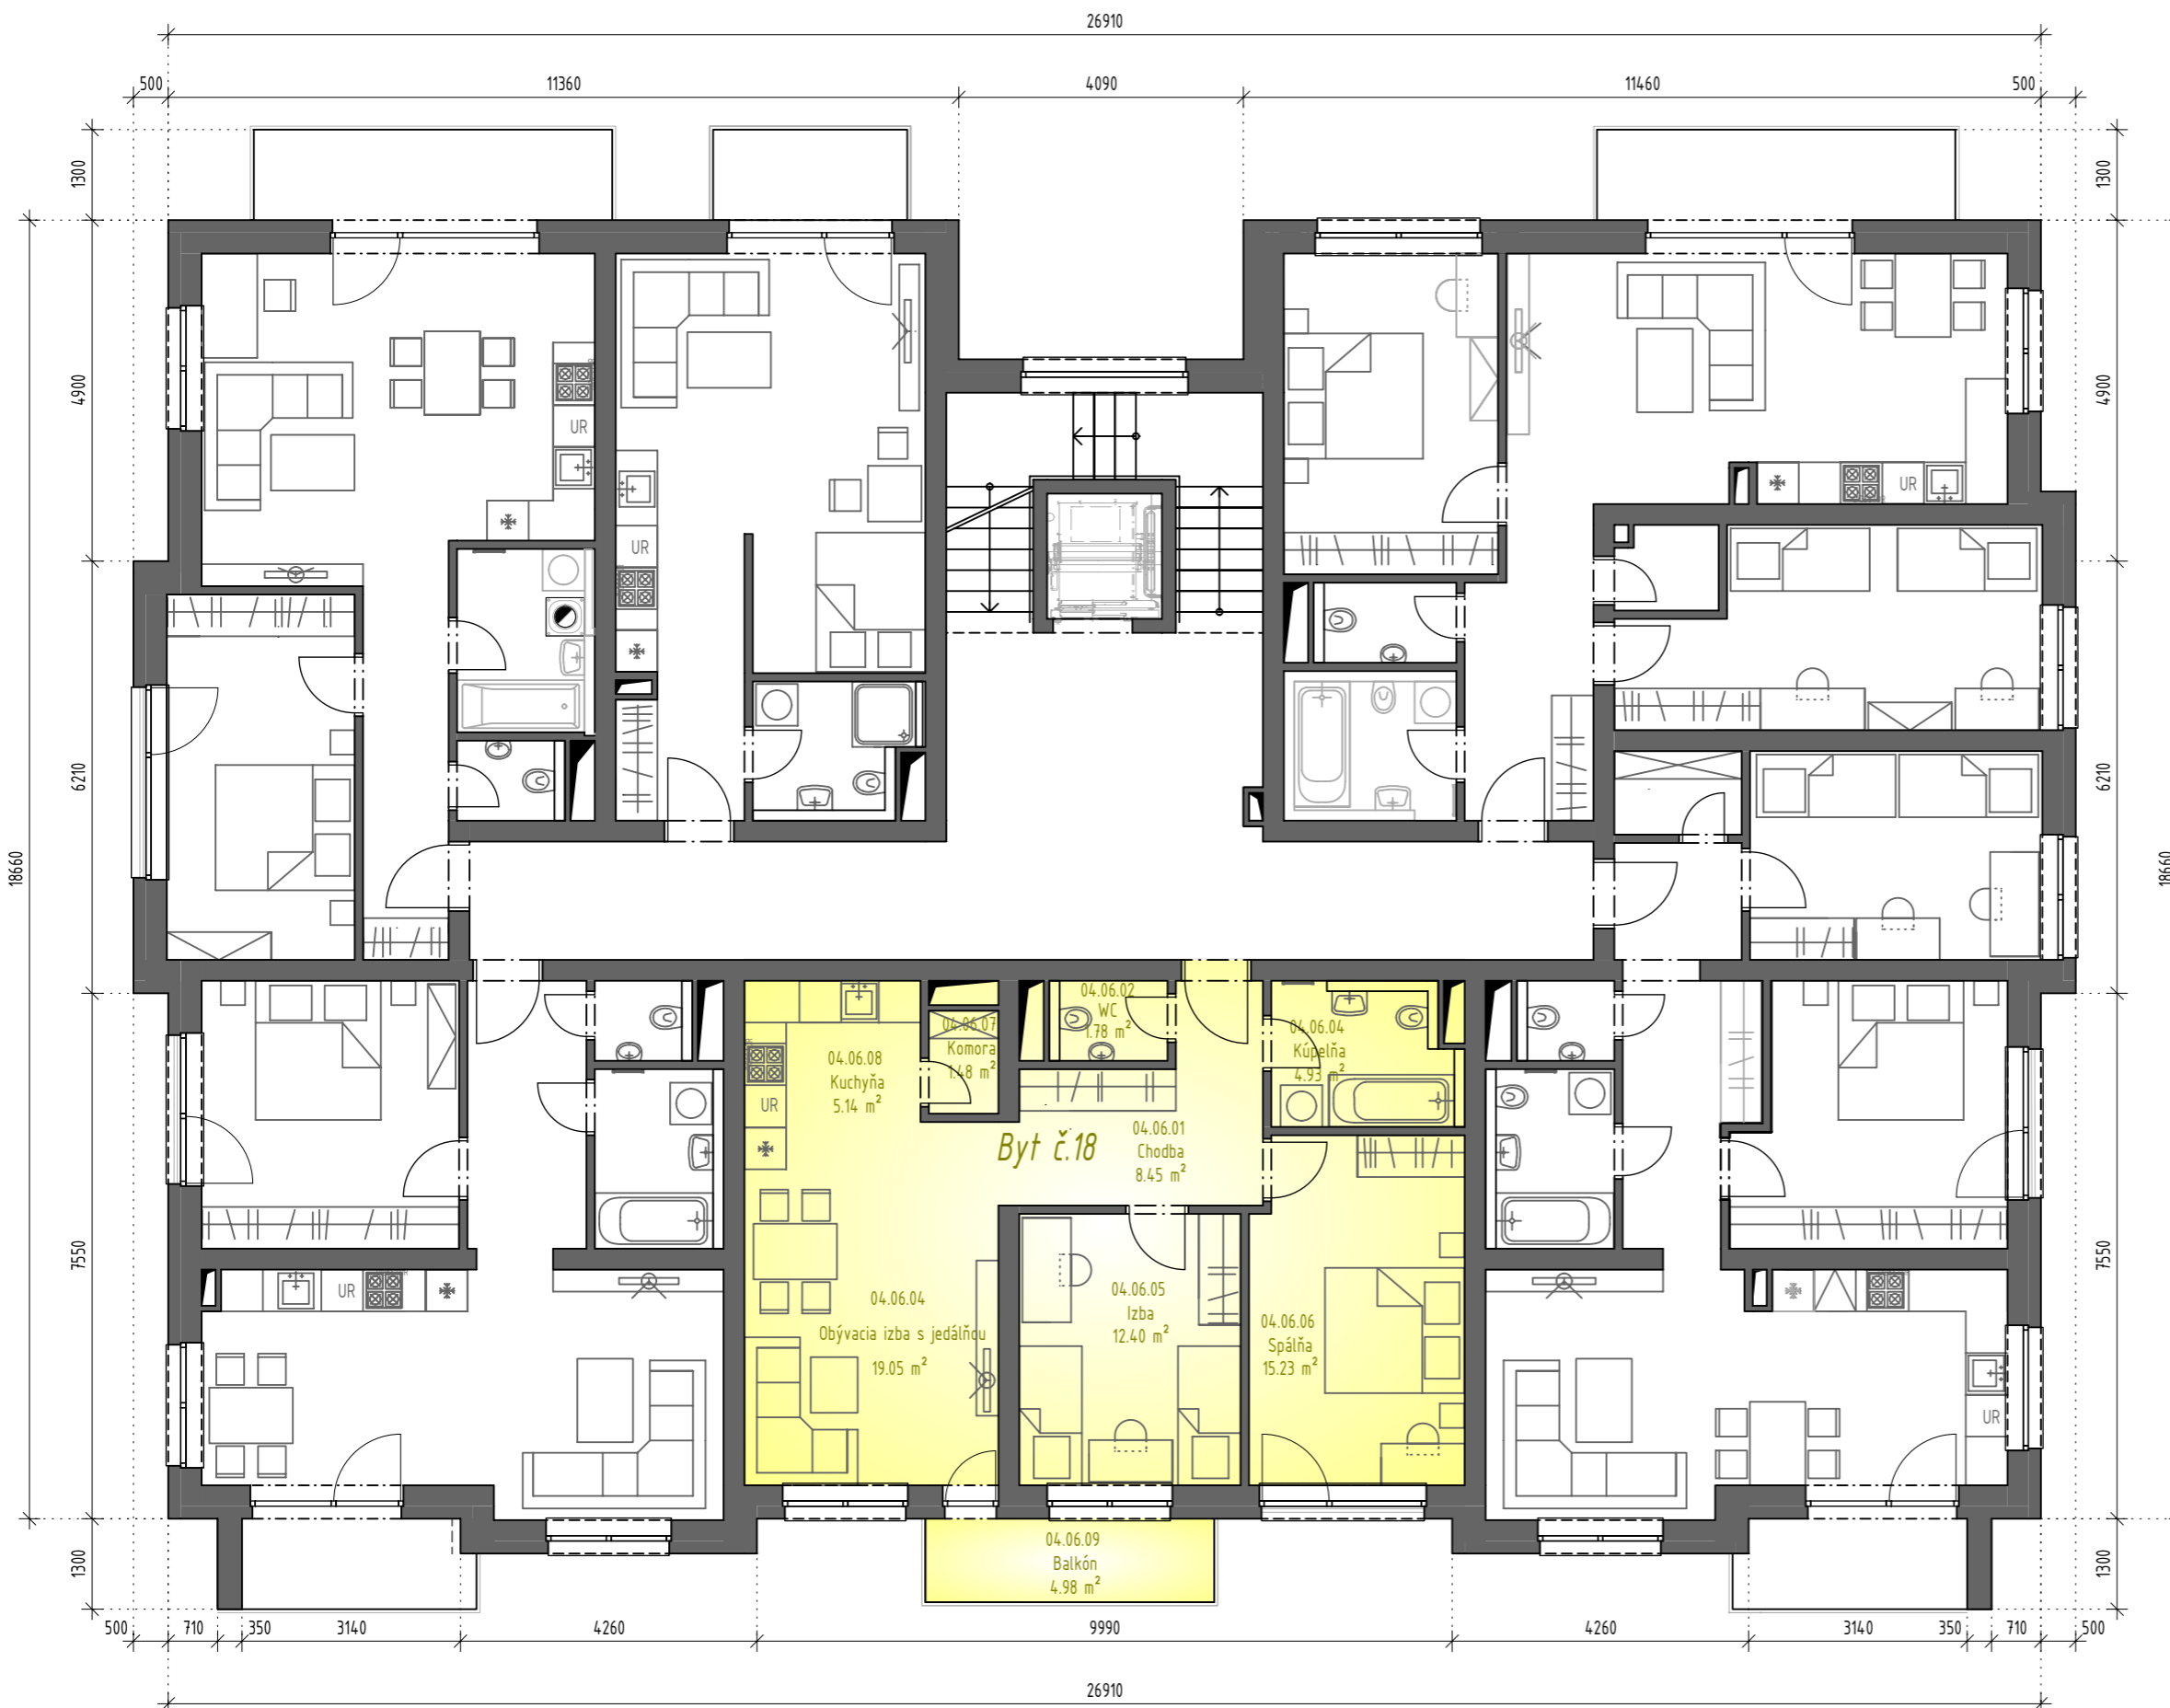 26910
500
11360
4090
11460
500
1300
1300
4900
4900
UR
UR
UR
6210
6210
18660
18660
04.06.02
WC
1.78 m²
04.06.07
Komora
1.48 m²
04.06.04
Kúpeľňa
4.93 m²
04.06.08
Kuchyňa
5.14 m²
UR
Byt č.18
04.06.01
Chodba
8.45 m²
7550
7550
UR
04.06.04
Obývacia izba s jedálňou
19.05 m²
04.06.05
Izba
12.40 m²
04.06.06
Spálňa
15.23 m²
UR
04.06.09
Balkón
4.98 m²
1300
1300
500
710
350
3140
4260
9990
4260
3140
350
710
500
26910